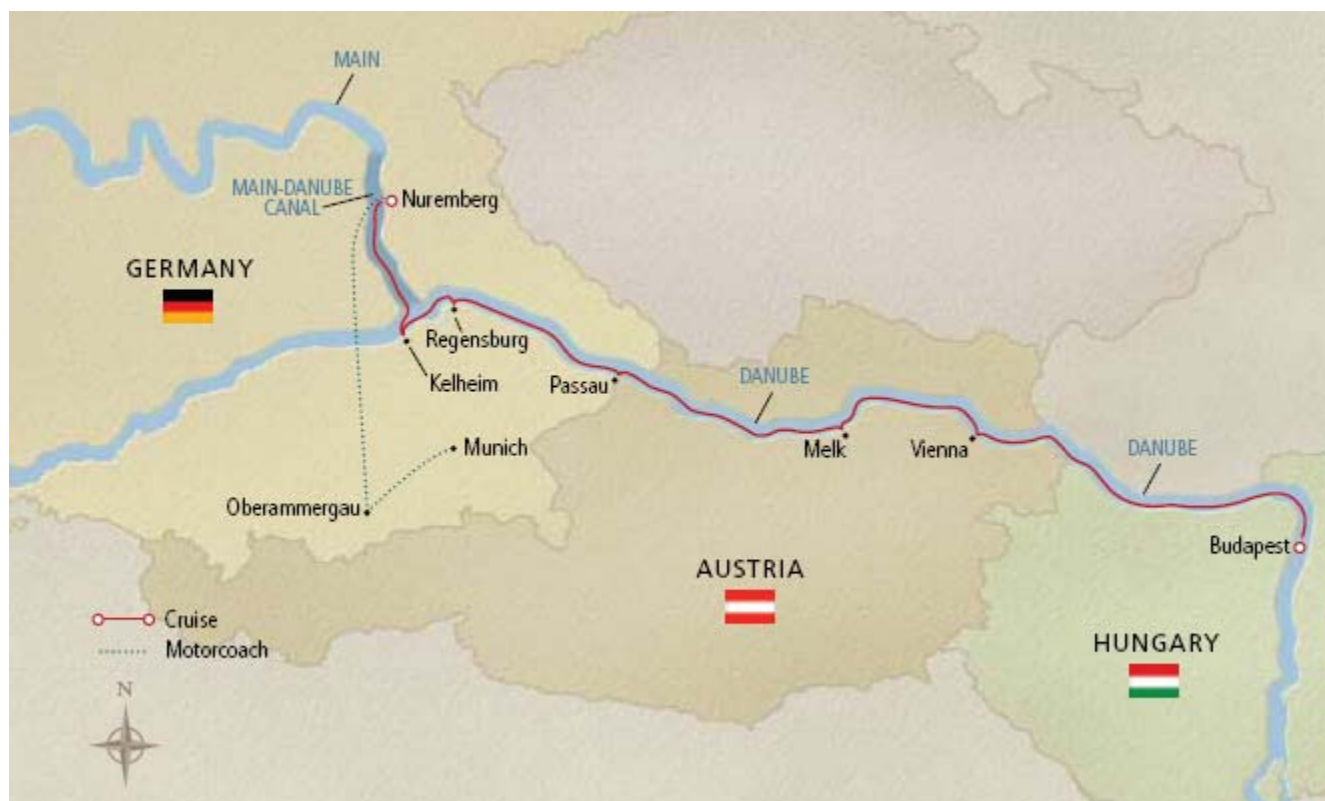 MAIN
MAIN-DANUBE
CANAL
Nuremberg
GERMANY
Regensburg
Kelheim
Passau
DANUBE
Melk
Vienna
DANUBE
Munich
Oberammergau
Budapest
AUSTRIA
HUNGARY
Cruise
Motorcoach
N